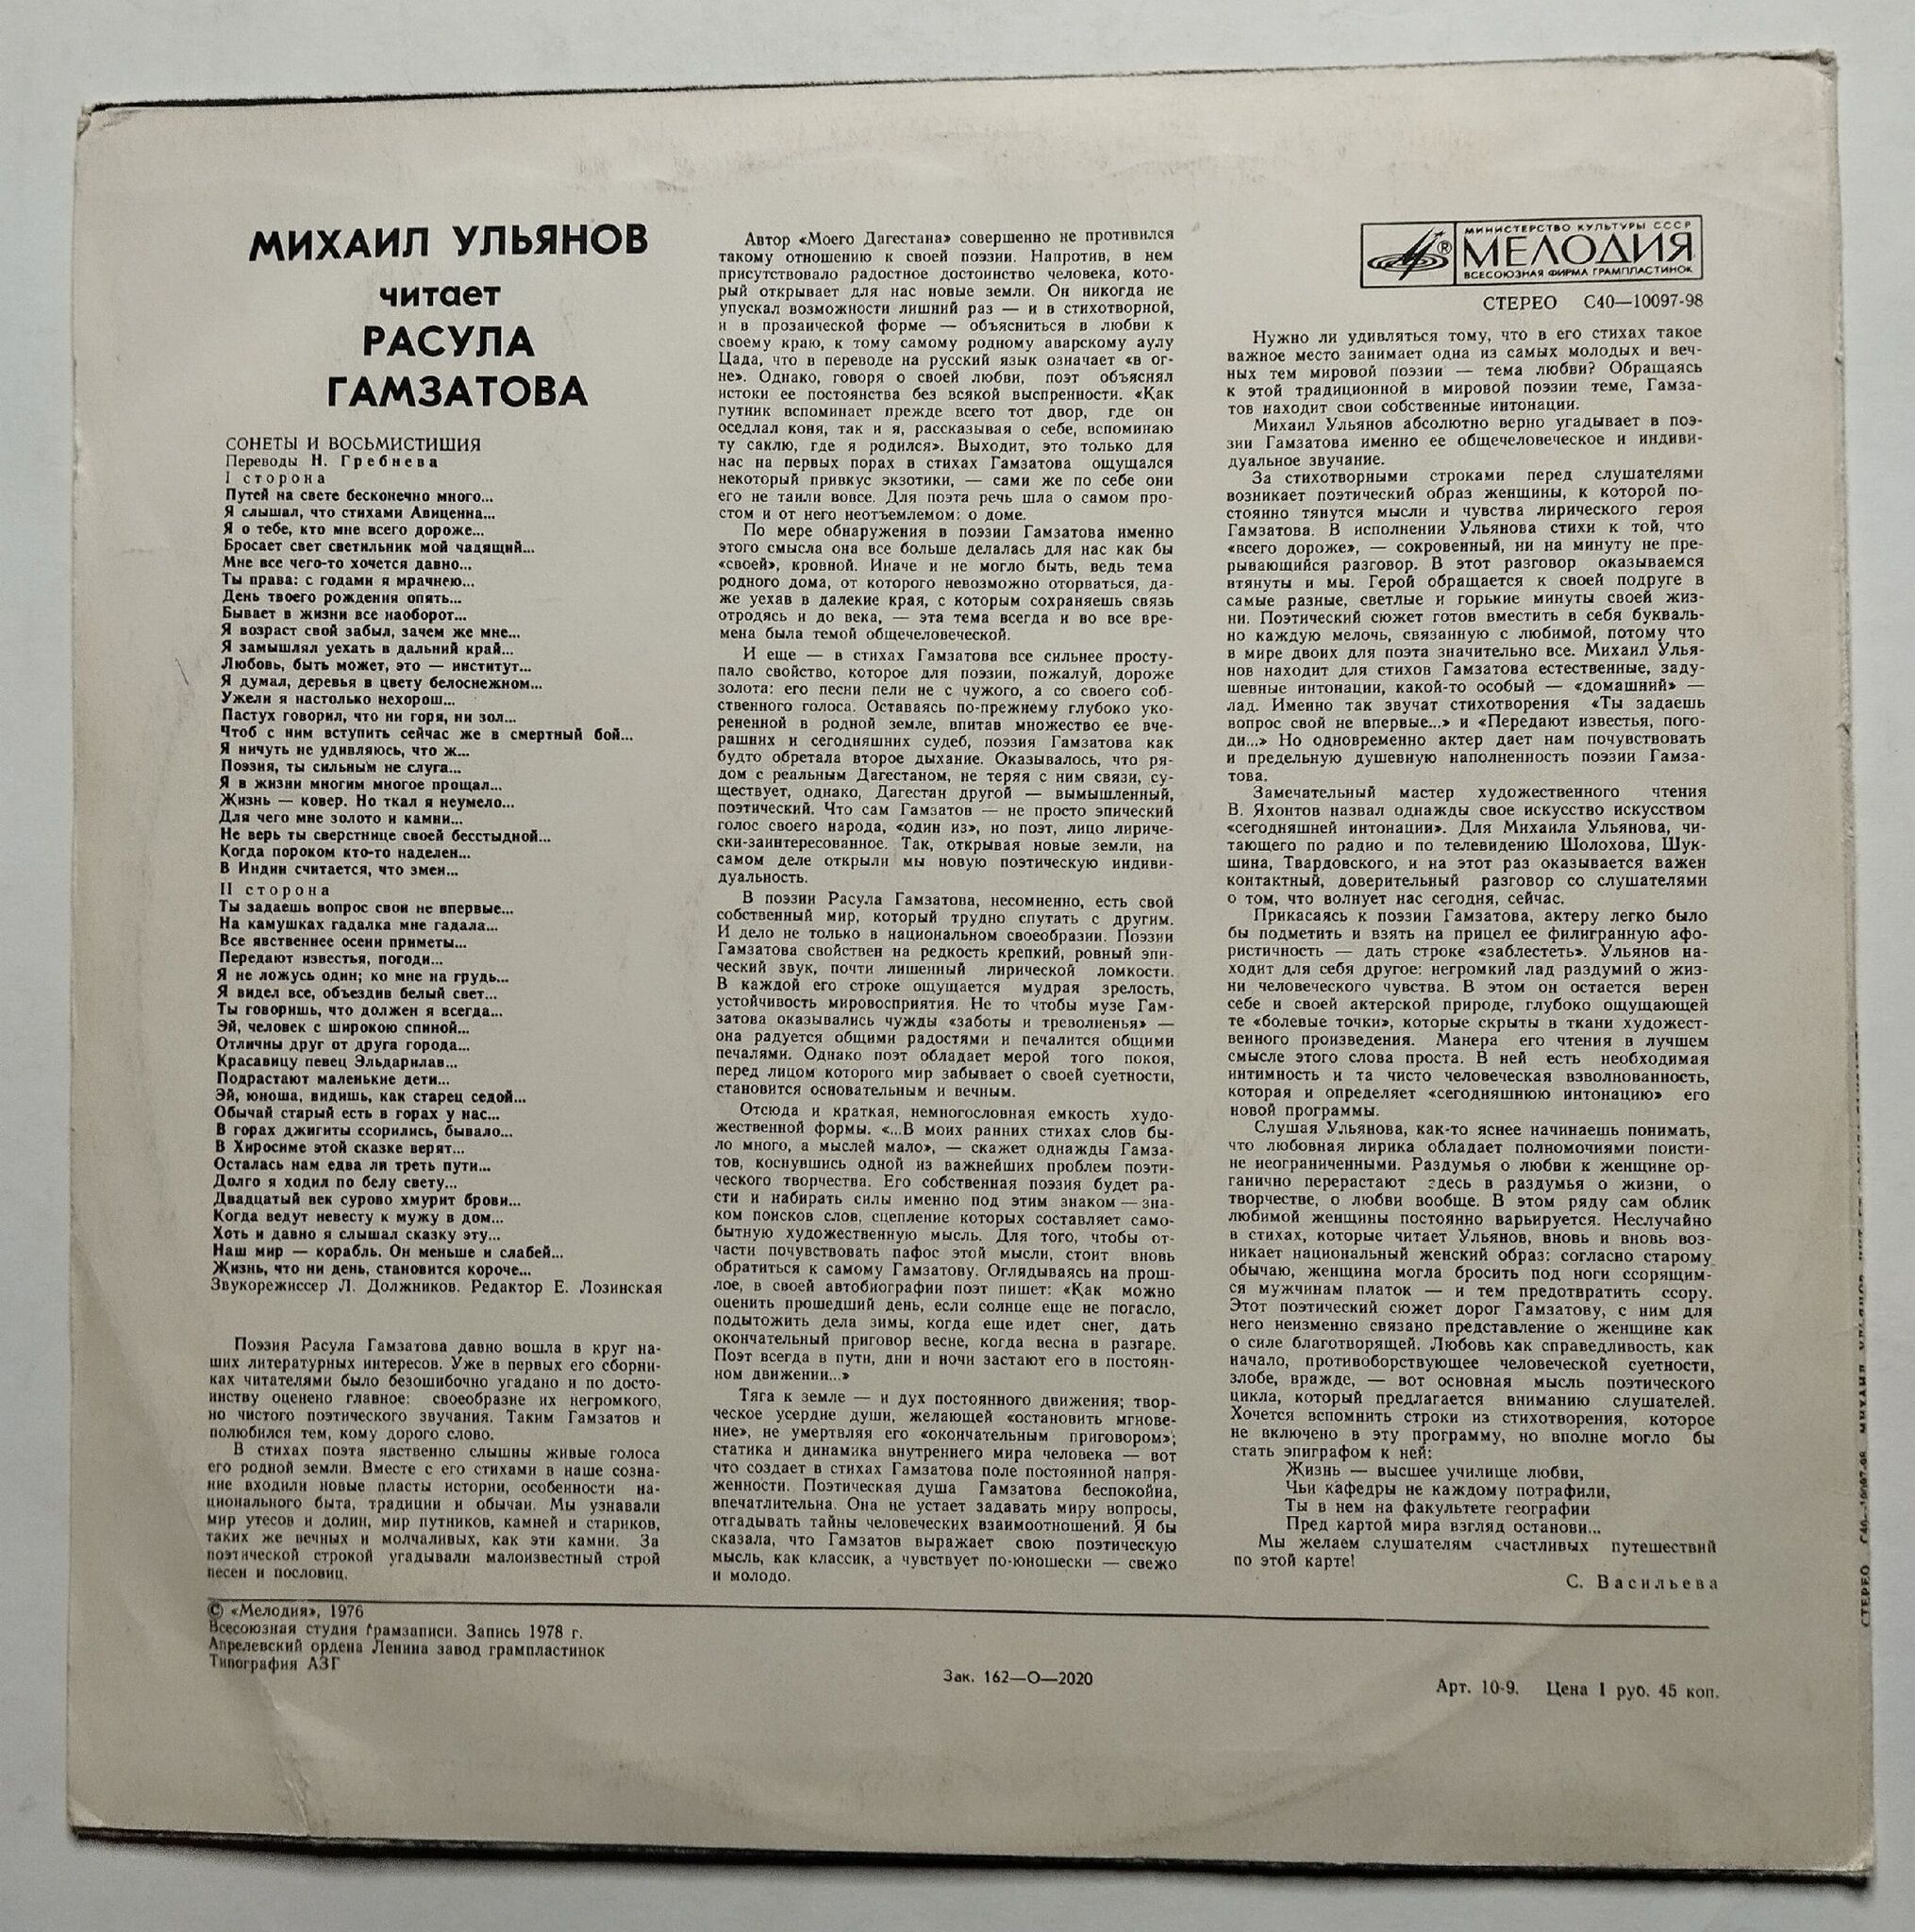 МИХАИЛ УЛЬЯНОВ
читает
РАСУЛА
ГАМЗАТОВА
СОНЕТЫ И ВОСЬМИСТИШИЯ
Переводы Н. Гребнева
I сторона
Путей на свете бесконечно много...
Я слышал, что стихами Авиценна...
Я о тебе, кто мне всего дороже...
Бросает свет светильник мой чадящий...
Мне все чего-то хочется давно...
Ты права: с годами я мрачнею...
День твоего рождения опять...
Бывает в жизни все наоборот...
Я возраст свой забыл, зачем же мне...
Я замышлял уехать в дальний край...
Любовь, быть может, это — институт...
Я думал, деревья в цвету белоснежном...
Ужели я настолько нехорош...
Пастух говорил, что ни горя, ни зол...
Чтоб с ним вступить сейчас же в смертный бой...
Я ничуть не удивляюсь, что ж...
Поэзия, ты сильным не слуга...
Я в жизни многим многое прощал...
Жизнь — ковер. Но ткал я неумело...
Для чего мне золото и камни...
Не верь ты сверстнице своей бесстыдной...
Когда пороком кто-то наделен...
В Индии считается, что змеи...
II сторона
Ты задаешь вопрос свой не впервые...
На камушках гадалка мне гадала...
Все явственнее осени приметы...
Передают известья, погоди...
Я не ложусь один; ко мне на грудь...
Я видел все, объездив белый свет...
Ты говоришь, что должен я всегда...
Эй, человек с широкою спиной...
Отличны друг от друга города...
Красавицу певец Эльдарилав...
Подрастают маленькие дети...
Эй, юноша, видишь, как старец седой...
Обычай старый есть в горах у нас...
В горах джигиты ссорились, бывало...
В Хиросиме этой сказке верят...
Осталась нам едва ли треть пути...
Долго я ходил по белу свету...
Двадцатый век сурово хмурит брови...
Когда ведут невесту к мужу в дом...
Хоть и давно я слышал сказку эту...
Наш мир — корабль. Он меньше и слабей...
Жизнь, что ни день, становится короче...
Звукорежиссер Л. Должников. Редактор Е. Лозинская
Поэзия Расула Гамзатова давно вошла в круг на-
ших литературных интересов. Уже в первых его сборни-
ках читателями было безошибочно угадано и по досто-
инству оценено главное: своеобразие их негромкого,
но чистого поэтического звучания. Таким Гамзатов и
полюбился тем, кому дорого слово.
В стихах поэта явственно слышны живые голоса
его родной земли. Вместе с его стихами в наше созна-
ние входили новые пласты истории, особенности на-
ционального быта, традиции и обычаи. Мы узнавали
мир утесов и долин, мир путников, камней и стариков,
таких же вечных и молчаливых, как эти камни. За
поэтической строкой угадывали малоизвестный строй
песен и пословиц.
Автор «Моего Дагестана» совершенно не противился
такому отношению к своей поэзии. Напротив, в нем
присутствовало радостное достоинство человека, кото-
рый открывает для нас новые земли. Он никогда не
упускал возможности лишний раз — и в стихотворной,
и в прозаической форме — объясниться в любви к
своему краю, к тому самому родному аварскому аулу
Цада, что в переводе на русский язык означает «в ог-
не». Однако, говоря о своей любви, поэт объяснял
истоки ее постоянства без всякой выспренности. «Как
путник вспоминает прежде всего тот двор, где он
оседлал коня, так и я, рассказывая о себе, вспоминаю
ту саклю, где я родился». Выходит, это только для
нас на первых порах в стихах Гамзатова ощущался
некоторый привкус экзотики, — сами же по себе они
его не таили вовсе. Для поэта речь шла о самом про-
стом и от него неотъемлемом: о доме.
По мере обнаружения в поэзии Гамзатова именно
этого смысла она все больше делалась для нас как бы
«своей», кровной. Иначе и не могло быть, ведь тема
родного дома, от которого невозможно оторваться, да-
же уехав в далекие края, с которым сохраняешь связь
отродясь и до века, — эта тема всегда и во все вре-
мена была темой общечеловеческой.
И еще — в стихах Гамзатова все сильнее просту-
пало свойство, которое для поэзии, пожалуй, дороже
золота: его песни пели не с чужого, а со своего соб-
ственного голоса. Оставаясь по-прежнему глубоко уко-
рененной в родной земле, впитав множество ее вче-
рашних и сегодняшних судеб, поэзия Гамзатова как
будто обретала второе дыхание. Оказывалось, что ря-
дом с реальным Дагестаном, не теряя с ним связи, су-
ществует, однако, Дагестан другой — вымышленный,
поэтический. Что сам Гамзатов — не просто эпический
голос своего народа, «один из», но поэт, лицо лириче-
ски-заинтересованное. Так, открывая новые земли, на
самом деле открыли мы новую поэтическую индиви-
дуальность.
В поэзии Расула Гамзатова, несомненно, есть свой
собственный мир, который трудно спутать с другим.
И дело не только в национальном своеобразии. Поэзии
Гамзатова свойствен на редкость крепкий, ровный эпи-
ческий звук, почти лишенный лирической ломкости.
В каждой его строке ощущается мудрая зрелость,
устойчивость мировосприятия. Не то чтобы музе Гам-
затова оказывались чужды «заботы и треволненья» —
она радуется общими радостями и печалится общими
печалями. Однако поэт обладает мерой того покоя,
перед лицом которого мир забывает о своей суетности,
становится основательным и вечным.
Отсюда и краткая, немногословная емкость худо-
жественной формы. «...В моих ранних стихах слов бы-
ло много, а мыслей мало», — скажет однажды Гамза-
тов, коснувшись одной из важнейших проблем поэти-
ческого творчества. Его собственная поэзия будет ра-
сти и набирать силы именно под этим знаком — зна-
ком поисков слов, сцепление которых составляет само-
бытную художественную мысль. Для того, чтобы от-
части почувствовать пафос этой мысли, стоит вновь
обратиться к самому Гамзатову. Оглядываясь на прош-
лое, в своей автобиографии поэт пишет: «Как можно
оценить прошедший день, если солнце еще не погасло,
подытожить дела зимы, когда еще идет снег, дать
окончательный приговор весне, когда весна в разгаре.
Поэт всегда в пути, дни и ночи застают его в постоян-
ном движении...»
Тяга к земле — и дух постоянного движения; твор-
ческое усердие души, желающей «остановить мгнове-
ние», не умертвляя его «окончательным приговором»;
статика и динамика внутреннего мира человека — вот
что создает в стихах Гамзатова поле постоянной напря-
женности. Поэтическая душа Гамзатова беспокойна,
впечатлительна. Она не устает задавать миру вопросы,
отгадывать тайны человеческих взаимоотношений. Я бы
сказала, что Гамзатов выражает свою поэтическую
мысль, как классик, а чувствует по-юношески — свежо
и молодо.
МИНИСТЕРСТВО КУЛЬТУРЫ СССР
® МЕЛОДИЯ
ВСЕСОЮЗНАЯ ФИРМА ГРАМПЛАСТИНОК
СТЕРЕО С40—10097-98
Нужно ли удивляться тому, что в его стихах такое
важное место занимает одна из самых молодых и веч-
ных тем мировой поэзии — тема любви? Обращаясь
к этой традиционной в мировой поэзии теме, Гамза-
тов находит свои собственные интонации.
Михаил Ульянов абсолютно верно угадывает в поэ-
зии Гамзатова именно ее общечеловеческое и индиви-
дуальное звучание.
За стихотворными строками перед слушателями
возникает поэтический образ женщины, к которой по-
стоянно тянутся мысли и чувства лирического героя
Гамзатова. В исполнении Ульянова стихи к той, что
«всего дороже», — сокровенный, ни на минуту не пре-
рывающийся разговор. В этот разговор оказываемся
втянуты и мы. Герой обращается к своей подруге в
самые разные, светлые и горькие минуты своей жиз-
ни. Поэтический сюжет готов вместить в себя букваль-
но каждую мелочь, связанную с любимой, потому что
в мире двоих для поэта значительно все. Михаил Улья-
нов находит для стихов Гамзатова естественные, заду-
шевные интонации, какой-то особый — «домашний» —
лад. Именно так звучат стихотворения «Ты задаешь
вопрос свой не впервые...» и «Передают известья, пого-
ди...» Но одновременно актер дает нам почувствовать
и предельную душевную наполненность поэзии Гамза-
това.
Замечательный мастер художественного чтения
В. Яхонтов назвал однажды свое искусство искусством
«сегодняшней интонации». Для Михаила Ульянова, чи-
тающего по радио и по телевидению Шолохова, Шук-
шина, Твардовского, и на этот раз оказывается важен
контактный, доверительный разговор со слушателями
о том, что волнует нас сегодня, сейчас.
Прикасаясь к поэзии Гамзатова, актеру легко было
бы подметить и взять на прицел ее филигранную афо-
ристичность — дать строке «заблестеть». Ульянов на-
ходит для себя другое: негромкий лад раздумий о жиз-
ни человеческого чувства. В этом он остается верен
себе и своей актерской природе, глубоко ощущающей
те «болевые точки», которые скрыты в ткани художест-
венного произведения. Манера его чтения в лучшем
смысле этого слова проста. В ней есть необходимая
интимность и та чисто человеческая взволнованность,
которая и определяет «сегодняшнюю интонацию» его
новой программы.
Слушая Ульянова, как-то яснее начинаешь понимать,
что любовная лирика обладает полномочиями поисти-
не неограниченными. Раздумья о любви к женщине ор-
ганично перерастают здесь в раздумья о жизни, о
творчестве, о любви вообще. В этом ряду сам облик
любимой женщины постоянно варьируется. Неслучайно
в стихах, которые читает Ульянов, вновь и вновь воз-
никает национальный женский образ: согласно старому
обычаю, женщина могла бросить под ноги ссорящим-
ся мужчинам платок — и тем предотвратить ссору.
Этот поэтический сюжет дорог Гамзатову, с ним для
него неизменно связано представление о женщине как
о силе благотворящей. Любовь как справедливость, как
начало, противоборствующее человеческой суетности,
злобе, вражде, — вот основная мысль поэтического
цикла, который предлагается вниманию слушателей.
Хочется вспомнить строки из стихотворения, которое
не включено в эту программу, но вполне могло бы
стать эпиграфом к ней:
Жизнь — высшее училище любви,
Чьи кафедры не каждому потрафили,
Ты в нем на факультете географии
Пред картой мира взгляд останови...
Мы желаем слушателям счастливых путешествий
по этой карте!
С. Васильева
© «Мелодия», 1976
Всесоюзная студия грамзаписи. Запись 1978 г.
Апрелевский ордена Ленина завод грампластинок
Типография АЗГ
Зак. 162—О—2020
Арт. 10-9. Цена 1 руб. 45 коп.
СТЕРЕО С40—10097-98 МИХАИЛ УЛЬЯНОВ